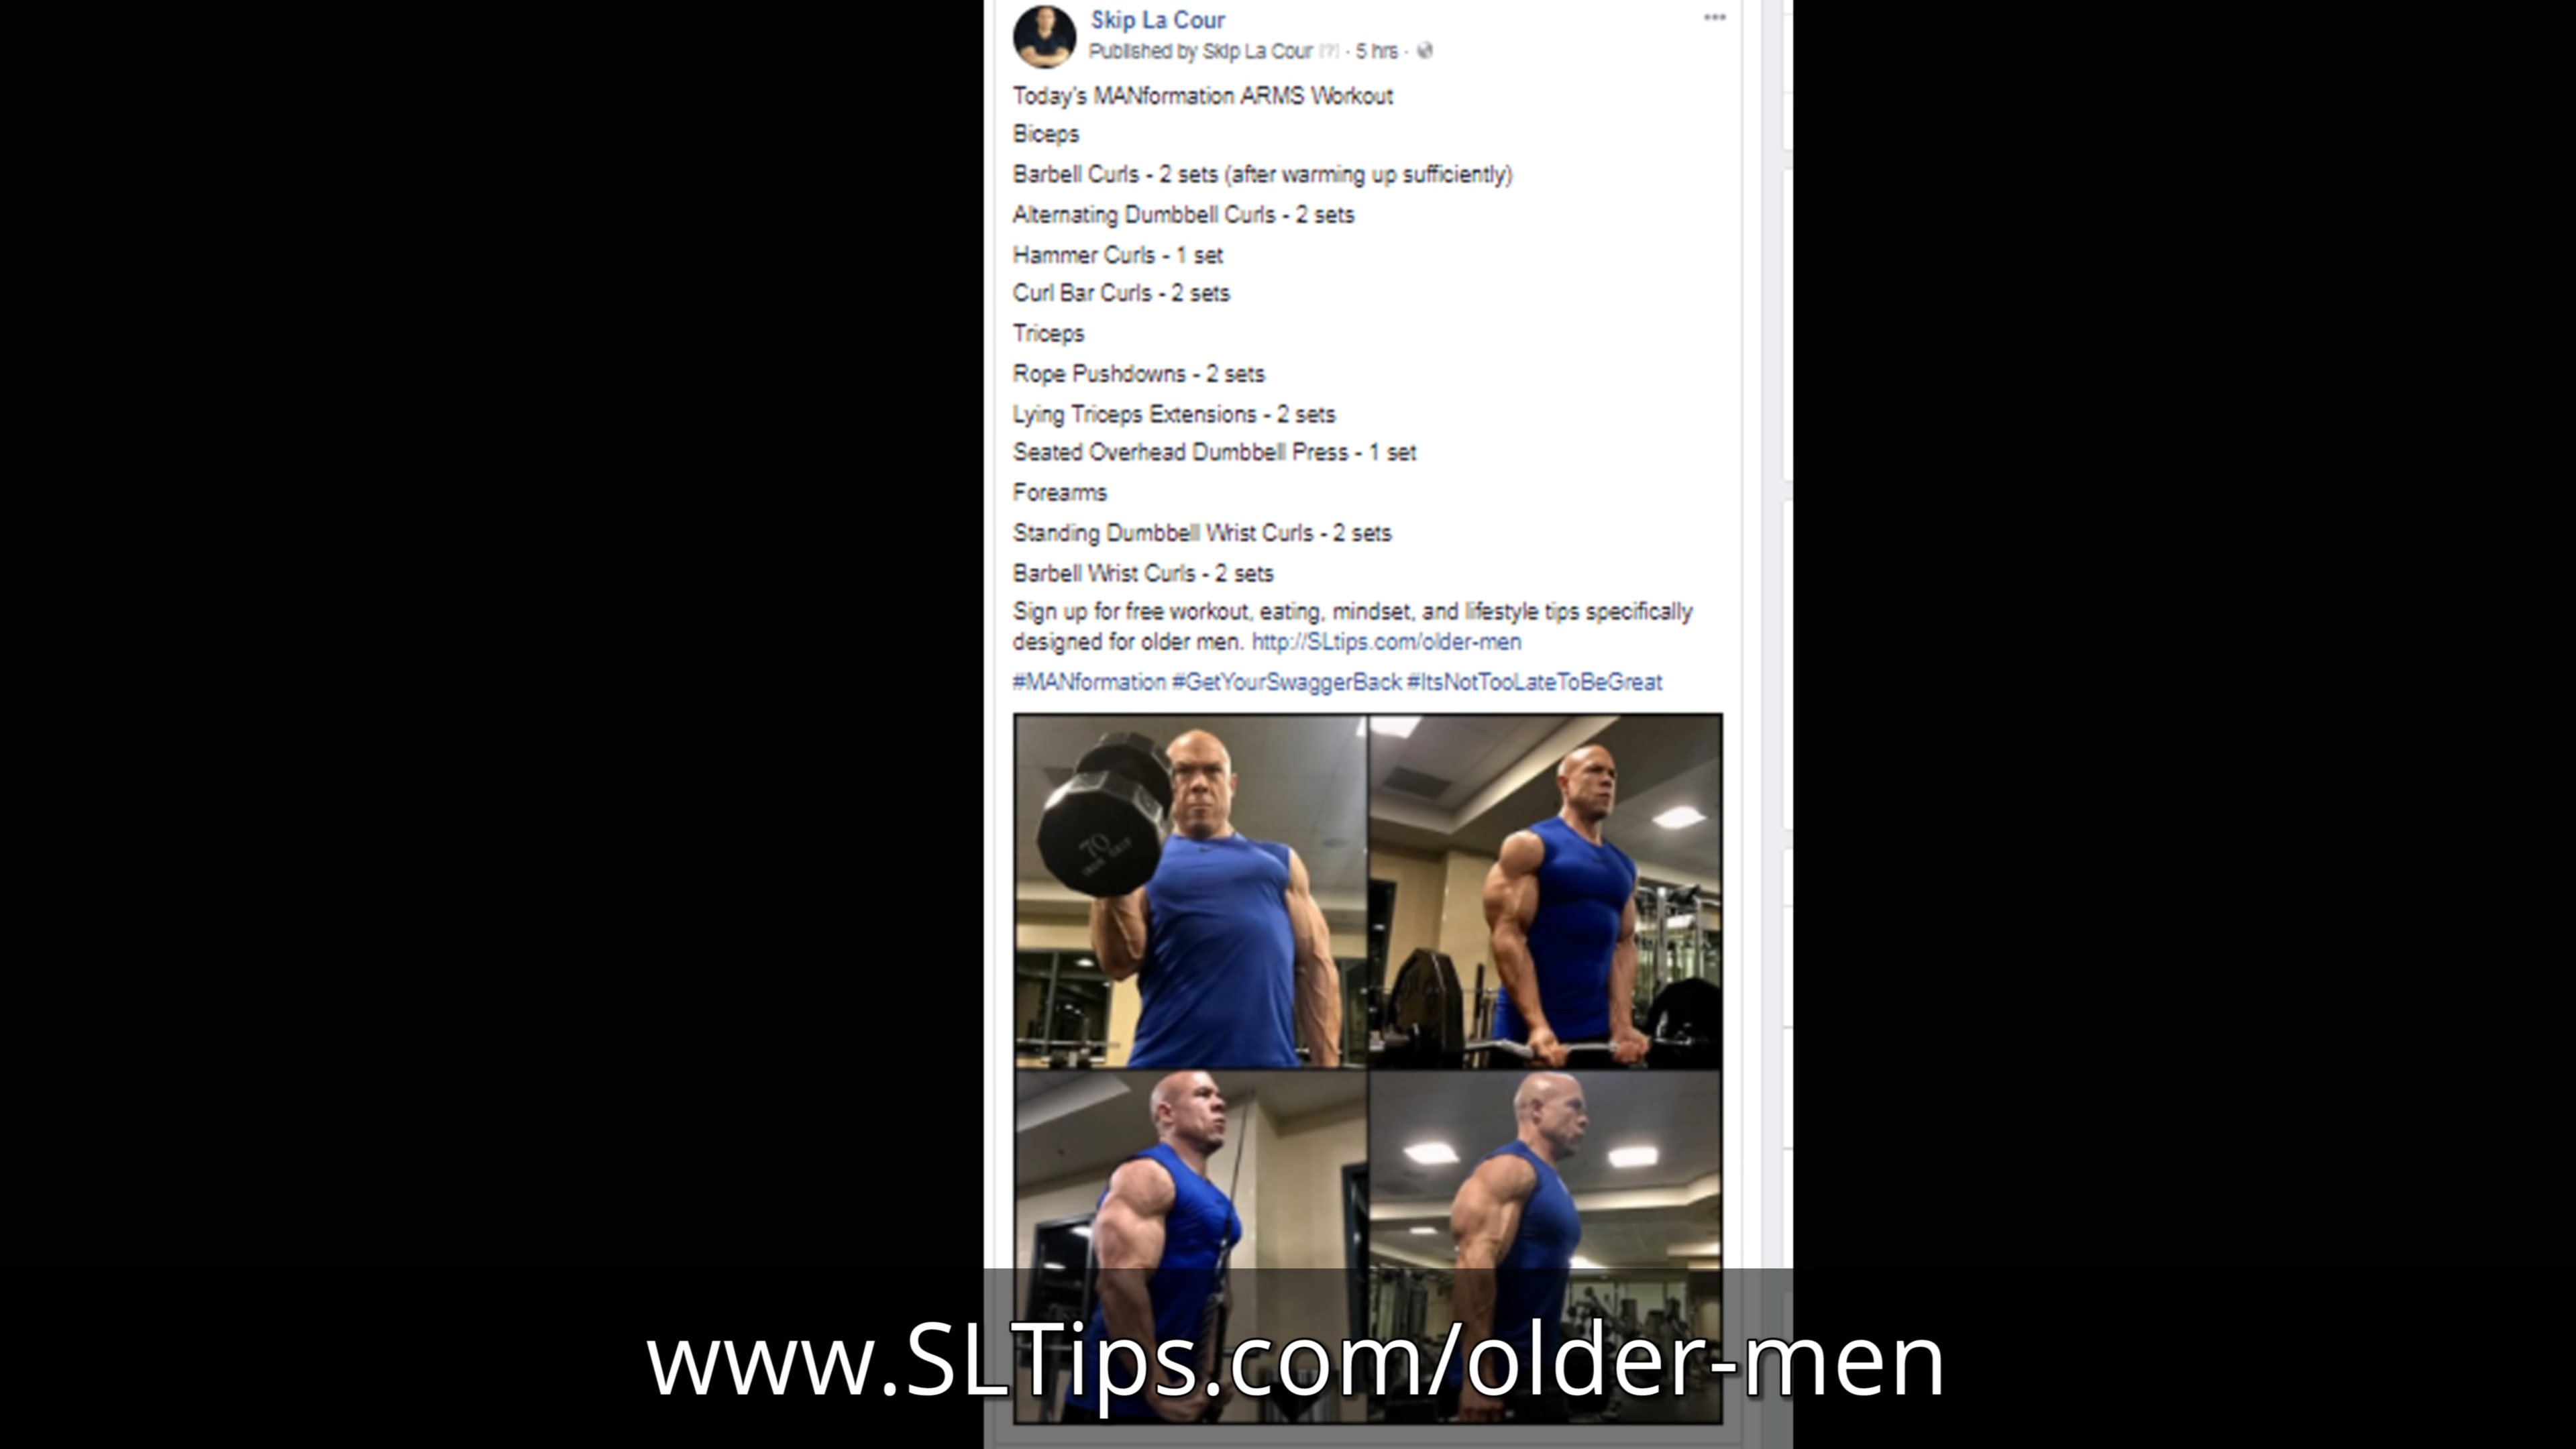 Skip La Cour
Published by Skip La Cour [?] · 5 hrs ·
Today's MANformation ARMS Workout
Biceps
Barbell Curls - 2 sets (after warming up sufficiently)
Alternating Dumbbell Curls - 2 sets
Hammer Curls - 1 set
Curl Bar Curls - 2 sets
Triceps
Rope Pushdowns - 2 sets
Lying Triceps Extensions - 2 sets
Seated Overhead Dumbbell Press - 1 set
Forearms
Standing Dumbbell Wrist Curls - 2 sets
Barbell Wrist Curls - 2 sets
Sign up for free workout, eating, mindset, and lifestyle tips specifically
designed for older men. http://SLtips.com/older-men
#MANformation #GetYourSwaggerBack #ItsNotTooLateToBeGreat
70
IRON GRIP
www.SLTips.com/older-men